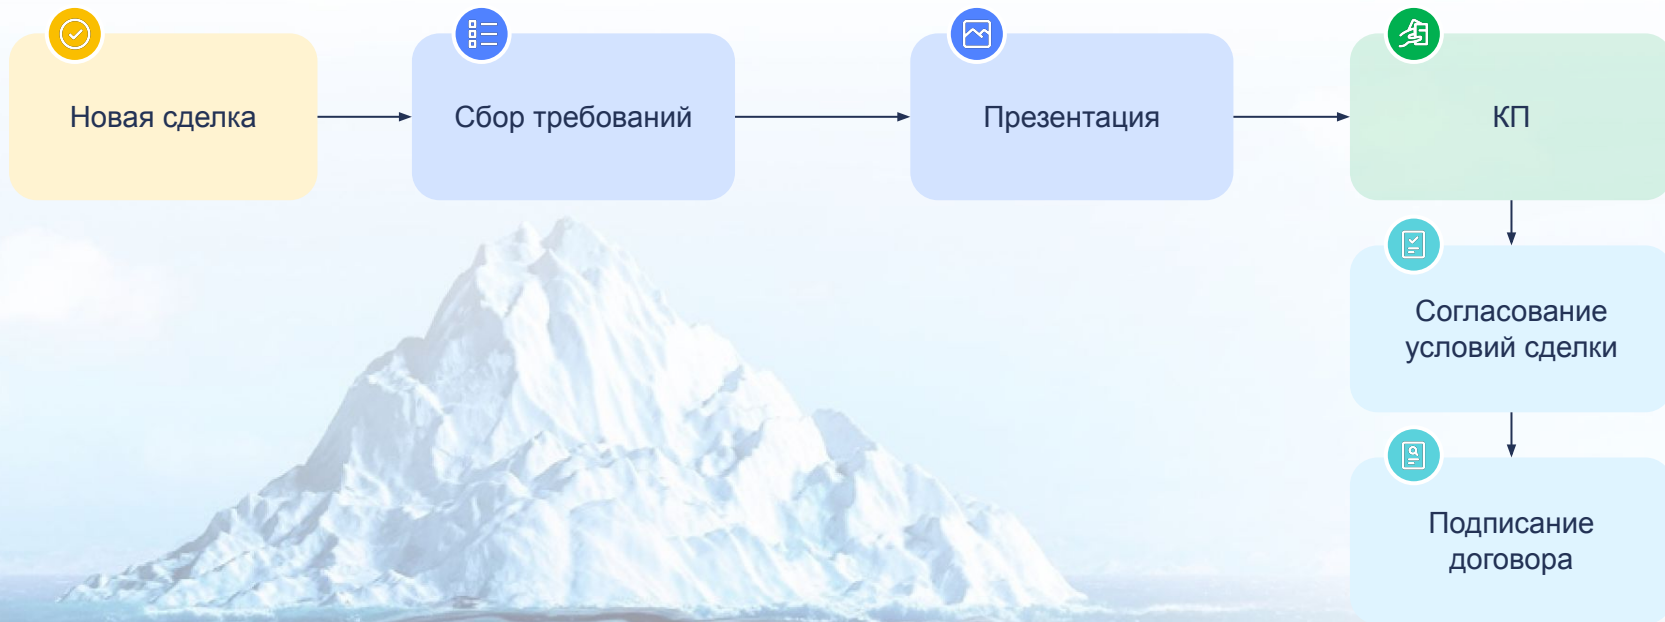 Новая сделка
Сбор требований
Презентация
КП
Согласование
условий сделки
Подписание
договора